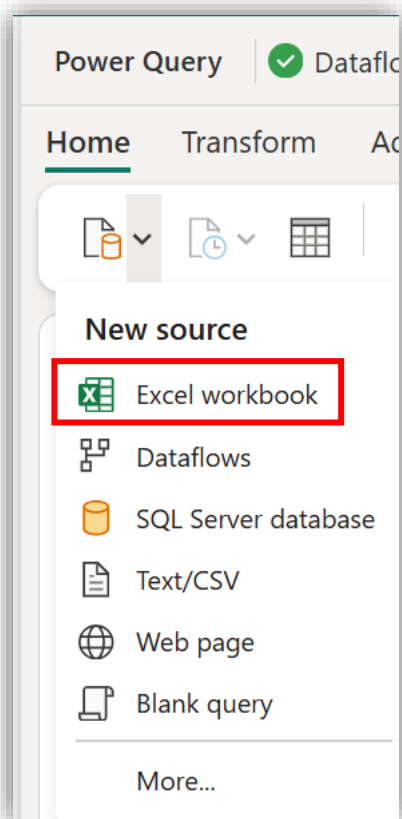 Power Query Dataflo
Home Transform Ad
New source
Excel workbook
Dataflows
SQL Server database
Text/CSV
Web page
Blank query
More...